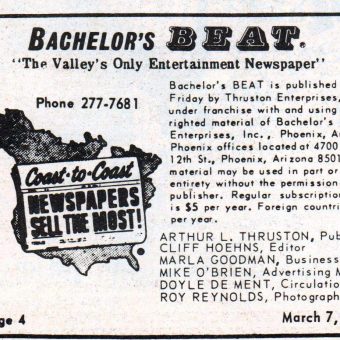 BACHELOR'S BEAT.
"The Valley's Only Entertainment Newspaper"
Phone 277-7681
Coast-to-Coast
NEWSPAPERS
SELL THE MOST!
Bachelor's BEAT is published
Friday by Thruston Enterprises,
under franchise with and using
righted material of Bachelor's
Enterprises, Inc., Phoenix, A
Phoenix offices located at 4700
12th St., Phoenix, Arizona 8501
material may be used in part or
entirety without the permission
publisher. Regular subscription
is $5 per year. Foreign countri
per year.
ARTHUR L. THRUSTON, Pub
CLIFF HOEHNS, Editor
MARLA GOODMAN, Business
MIKE O'BRIEN, Advertising M
DOYLE DE MENT, Circulatio
ROY REYNOLDS, Photograph
ge 4
March 7,